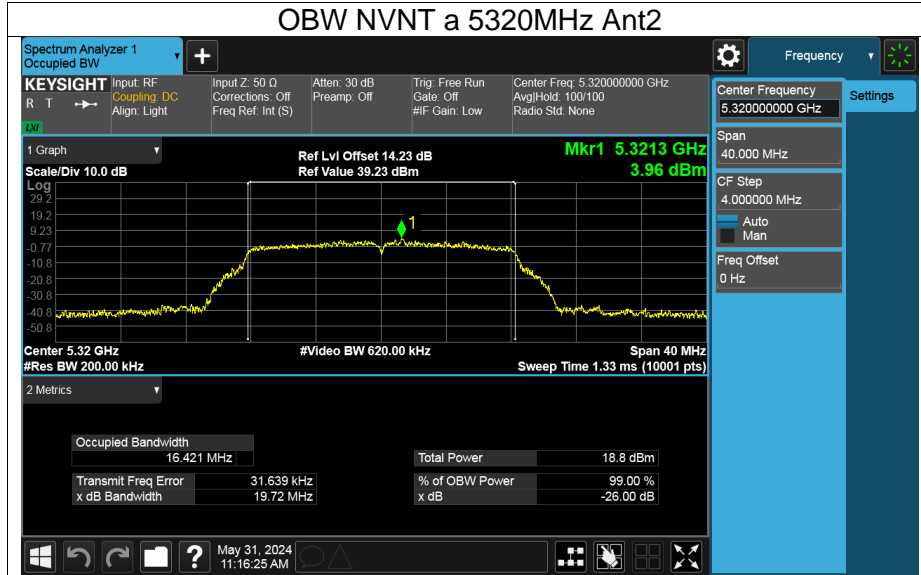 OBW NVNT a 5320MHz Ant2
Spectrum Analyzer 1
Occupied BW
+
Frequency
KEYSIGHT
R T
LXI
Input: RF
Coupling: DC
Align: Light
Input Z: 50 Ω
Corrections: Off
Freq Ref: Int (S)
Atten: 30 dB
Preamp: Off
Trig: Free Run
Gate: Off
#IF Gain: Low
Center Freq: 5.320000000 GHz
Avg|Hold: 100/100
Radio Std: None
Center Frequency
5.320000000 GHz
Settings
Span
40.000 MHz
CF Step
4.000000 MHz
Auto
Man
Freq Offset
0 Hz
1 Graph
Scale/Div 10.0 dB
Ref Lvl Offset 14.23 dB
Ref Value 39.23 dBm
Mkr1 5.3213 GHz
3.96 dBm
Log
29.2
19.2
9.23
-0.77
-10.8
-20.8
-30.8
-40.8
-50.8
1
Center 5.32 GHz
#Res BW 200.00 kHz
#Video BW 620.00 kHz
Span 40 MHz
Sweep Time 1.33 ms (10001 pts)
2 Metrics
Occupied Bandwidth
16.421 MHz
Transmit Freq Error 31.639 kHz
x dB Bandwidth 19.72 MHz
Total Power 18.8 dBm
% of OBW Power 99.00 %
x dB -26.00 dB
?
May 31, 2024
11:16:25 AM